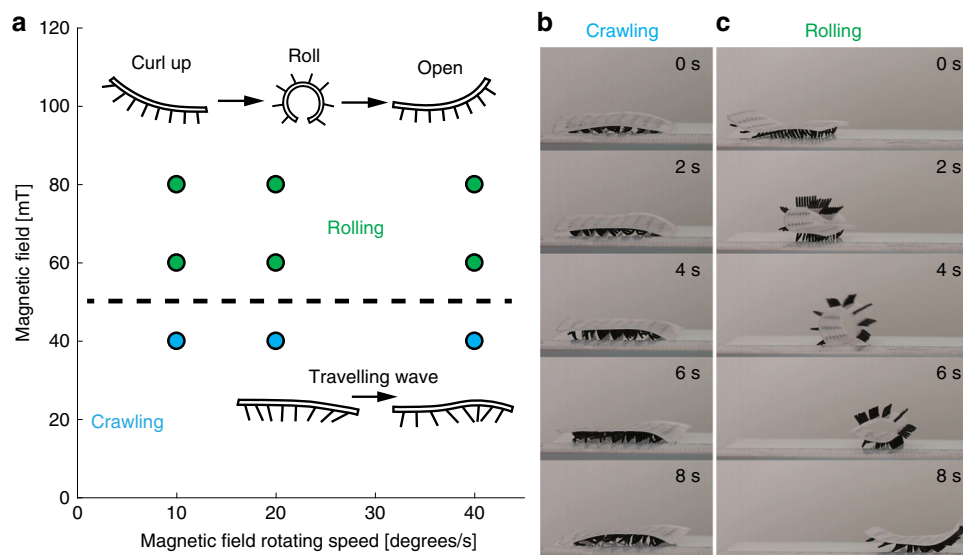 a
Curl up
Roll
Open
Rolling
Travelling wave
Crawling
120
100
80
60
40
20
0
0
10
20
30
40
Magnetic field [mT]
Magnetic field rotating speed [degrees/s]
b
Crawling
0 s
2 s
4 s
6 s
8 s
c
Rolling
0 s
2 s
4 s
6 s
8 s